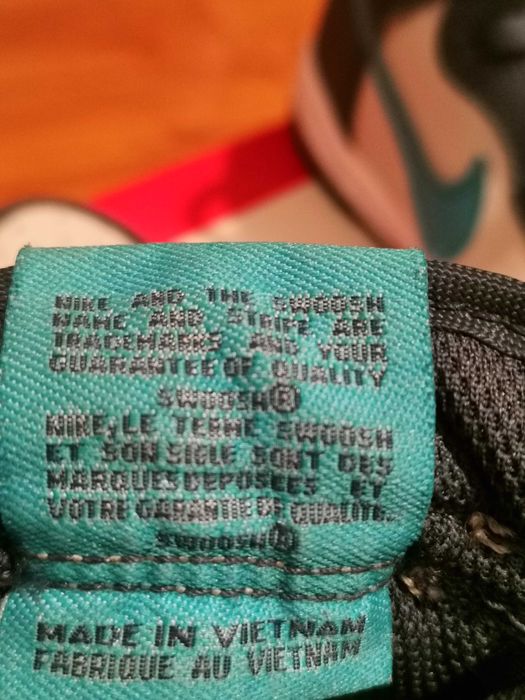 NIKE AND THE SWOOSH
NAME AND STRIPE ARE
TRADEMARKS AND YOUR
GUARANTEE OF QUALITY
SWOOSH®
NIKE, LE TERME SWOOSH
ET SON SIGLE SONT DES
MARQUES DEPOSEES ET
VOTRE GARANTIE DE QUALITE.
SWOOSH®
MADE IN VIETNAM
FABRIQUE AU VIETNAM